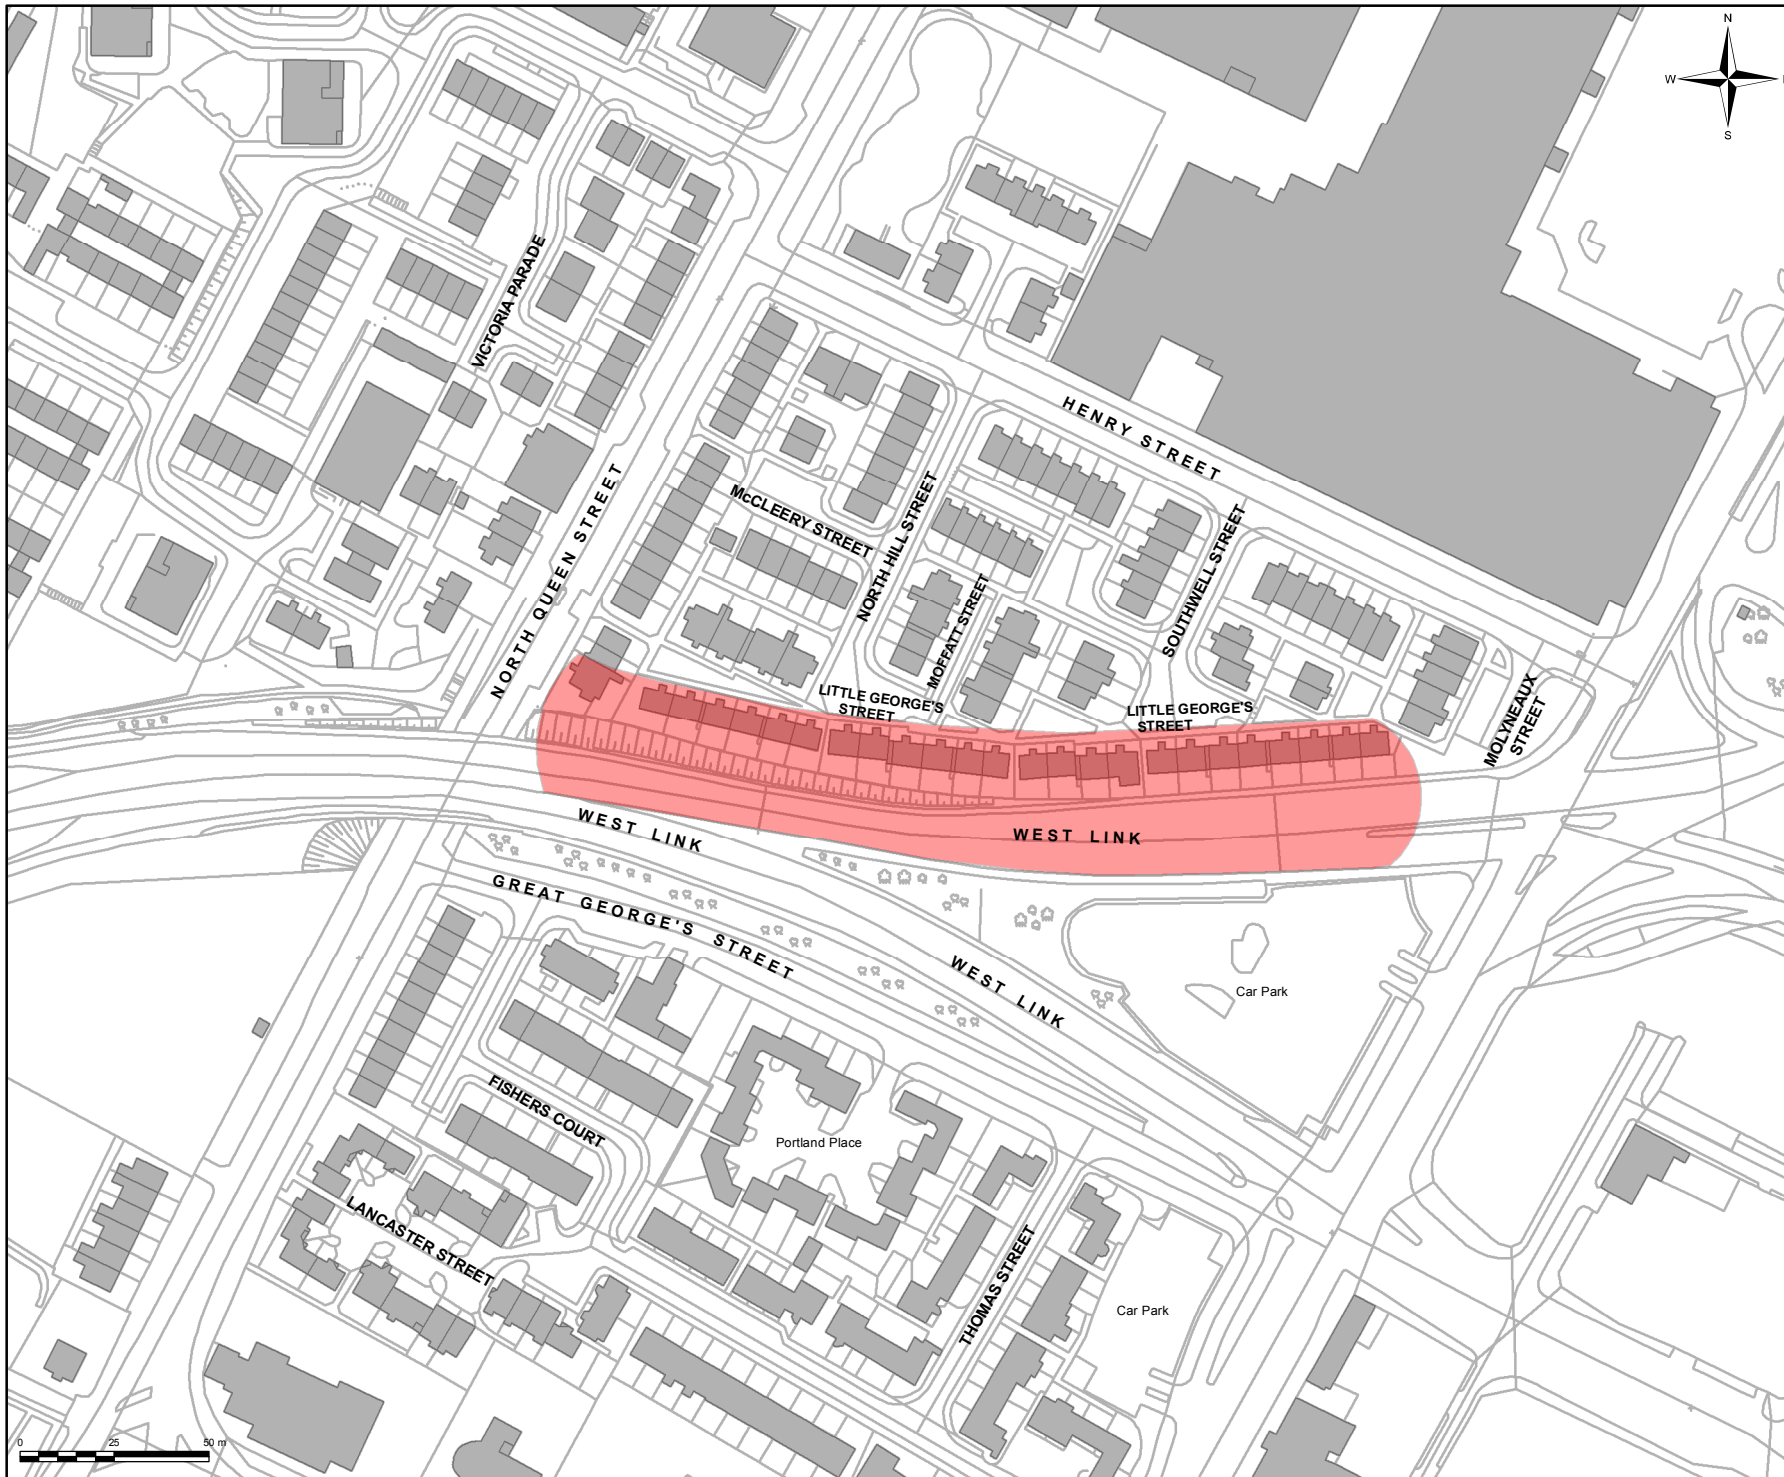 N
W
S
VICTORIA PARADE
HENRY STREET
NORTH QUEEN STREET
McCLEERY STREET
NORTH HILL STREET
SOUTHWELL STREET
MOFFATT STREET
LITTLE GEORGE'S
STREET
LITTLE GEORGE'S
STREET
MOLYNEAUX
STREET
WEST LINK
WEST LINK
GREAT GEORGE'S STREET
WEST LINK
Car Park
FISHERS COURT
Portland Place
LANCASTER STREET
THOMAS STREET
Car Park
0 25 50 m